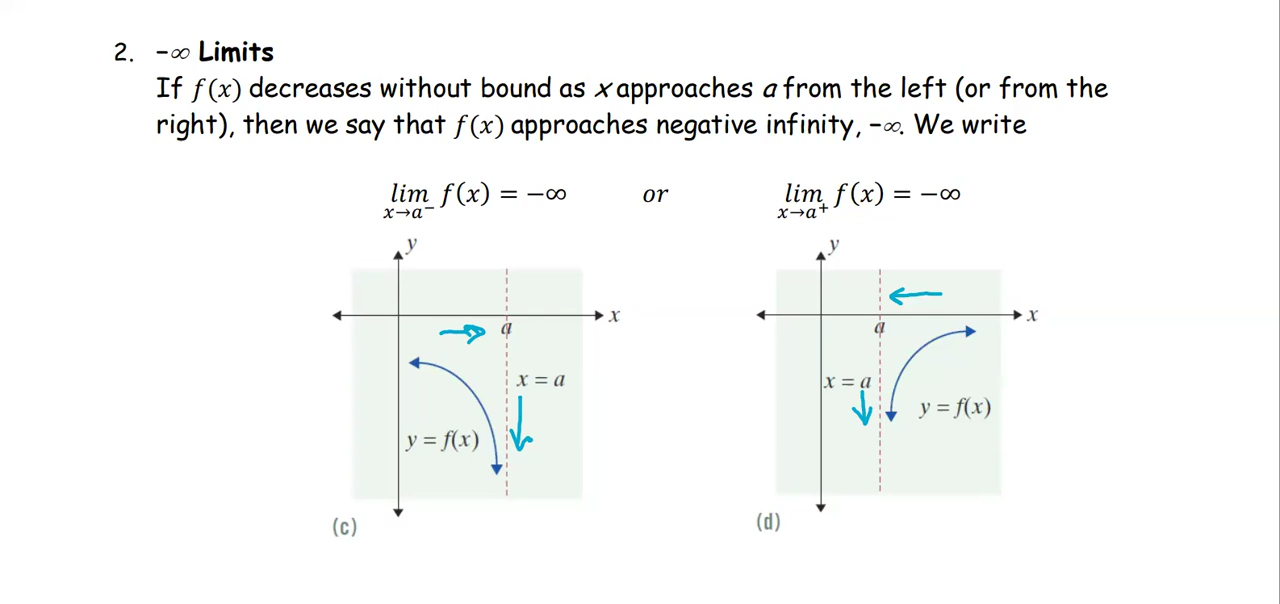 2. -∞ Limits
If f(x) decreases without bound as x approaches a from the left (or from the
right), then we say that f(x) approaches negative infinity, -∞. We write
lim x→a⁻ f(x) = -∞ or lim x→a⁺ f(x) = -∞
y
x
a
x = a
y = f(x)
(c)
y
x
a
x = a
y = f(x)
(d)